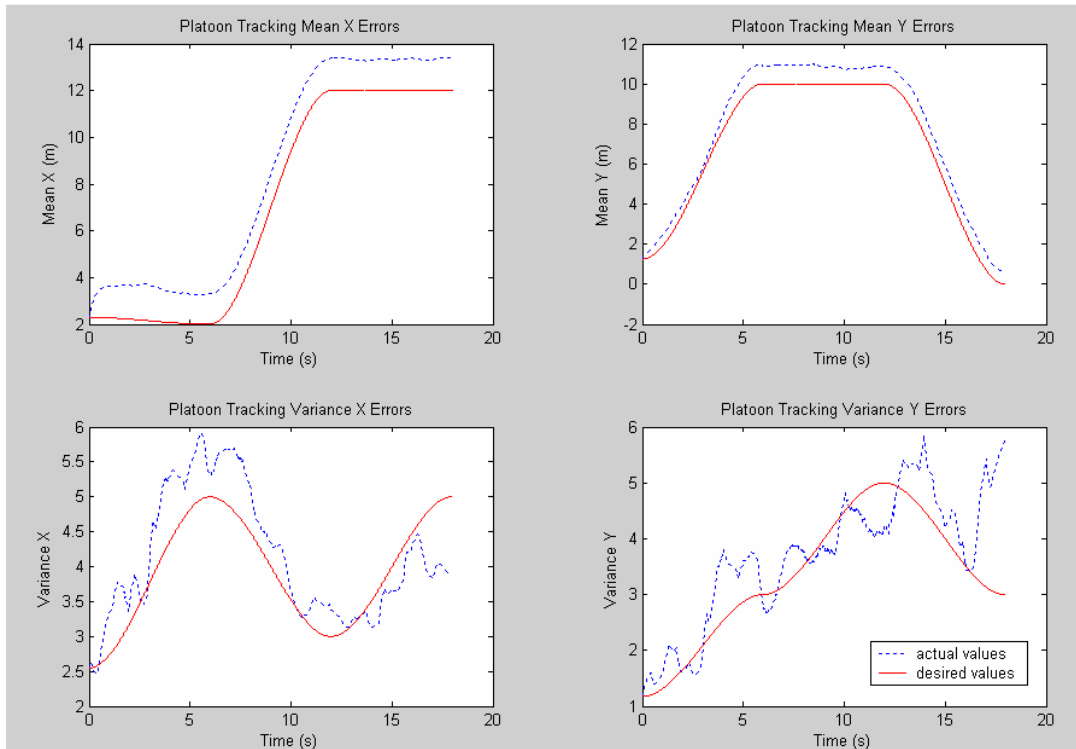 Platoon Tracking Mean X Errors
14
12
10
8
6
4
2
Mean X (m)
0 5 10 15 20
Time (s)
Platoon Tracking Mean Y Errors
12
10
8
6
4
2
0
-2
Mean Y (m)
0 5 10 15 20
Time (s)
Platoon Tracking Variance X Errors
6
5.5
5
4.5
4
3.5
3
2.5
2
Variance X
0 5 10 15 20
Time (s)
Platoon Tracking Variance Y Errors
6
5
4
3
2
1
Variance Y
actual values
desired values
0 5 10 15 20
Time (s)